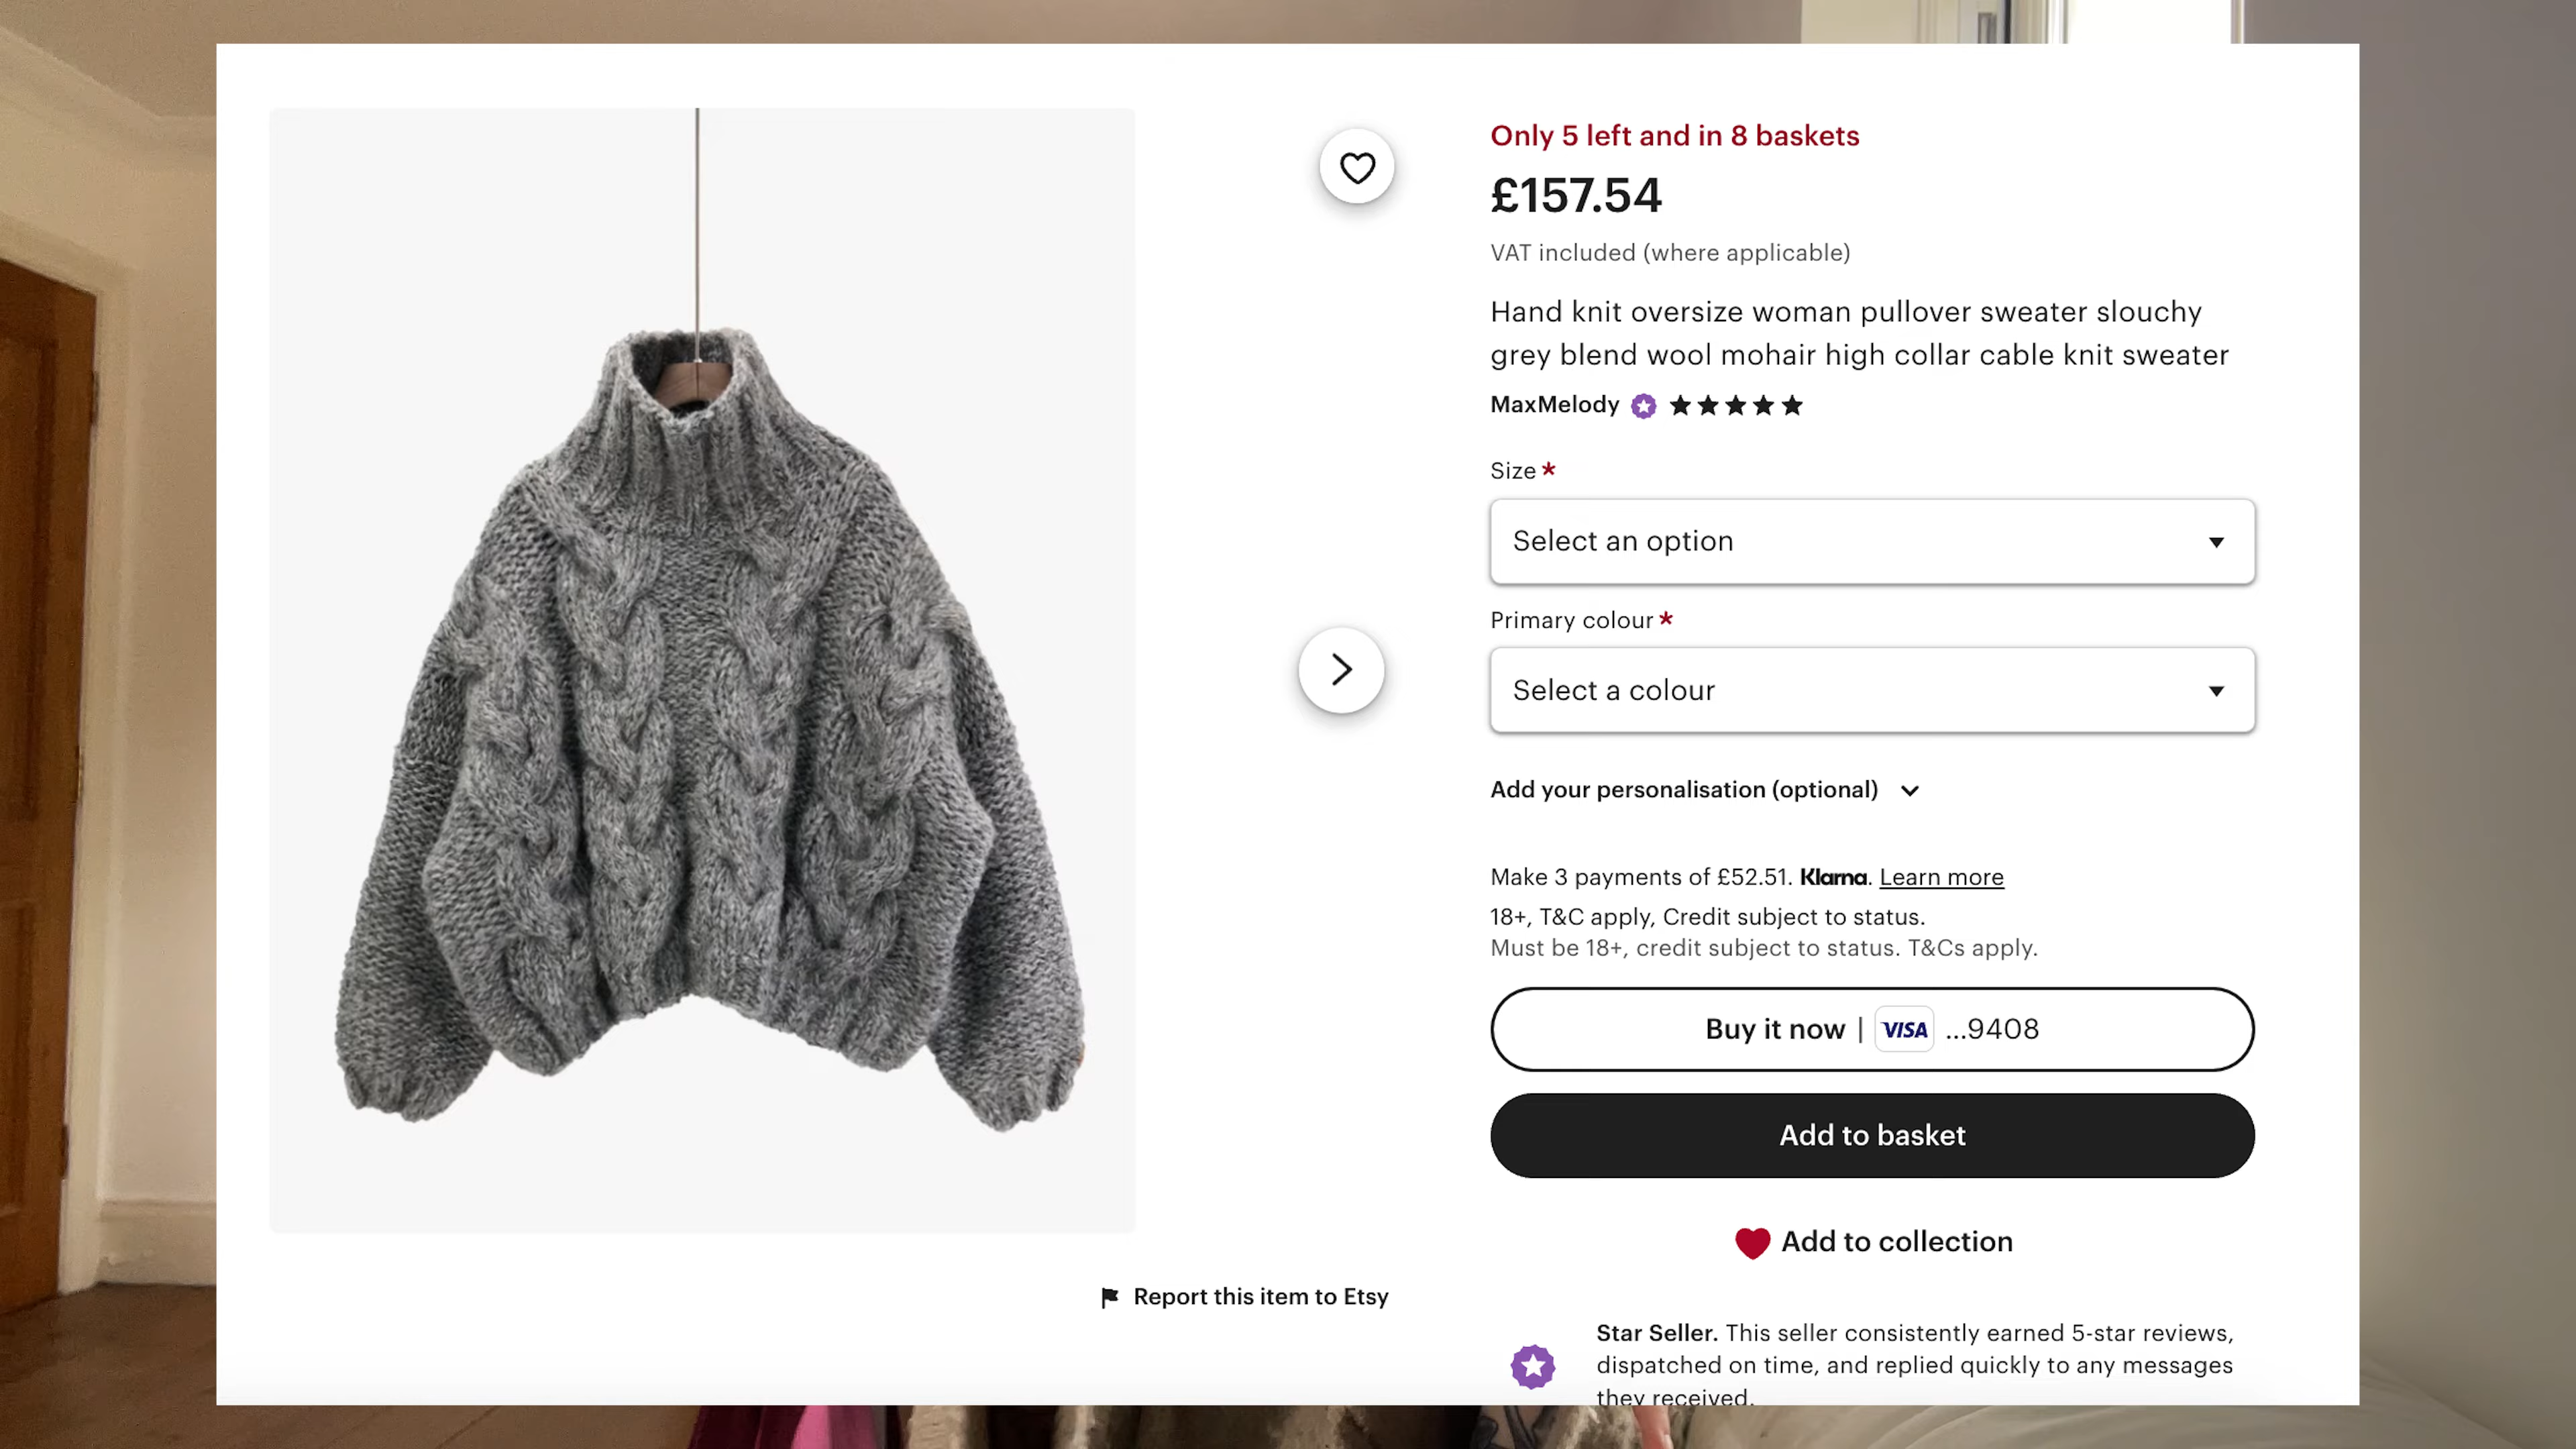 Only 5 left and in 8 baskets
£157.54
VAT included (where applicable)
Hand knit oversize woman pullover sweater slouchy
grey blend wool mohair high collar cable knit sweater
MaxMelody
Size *
Select an option
Primary colour *
Select a colour
Add your personalisation (optional)
Make 3 payments of £52.51. Klarna. Learn more
18+, T&C apply, Credit subject to status.
Must be 18+, credit subject to status. T&Cs apply.
Buy it now | VISA ...9408
Add to basket
Add to collection
Report this item to Etsy
Star Seller. This seller consistently earned 5-star reviews,
dispatched on time, and replied quickly to any messages
they received.